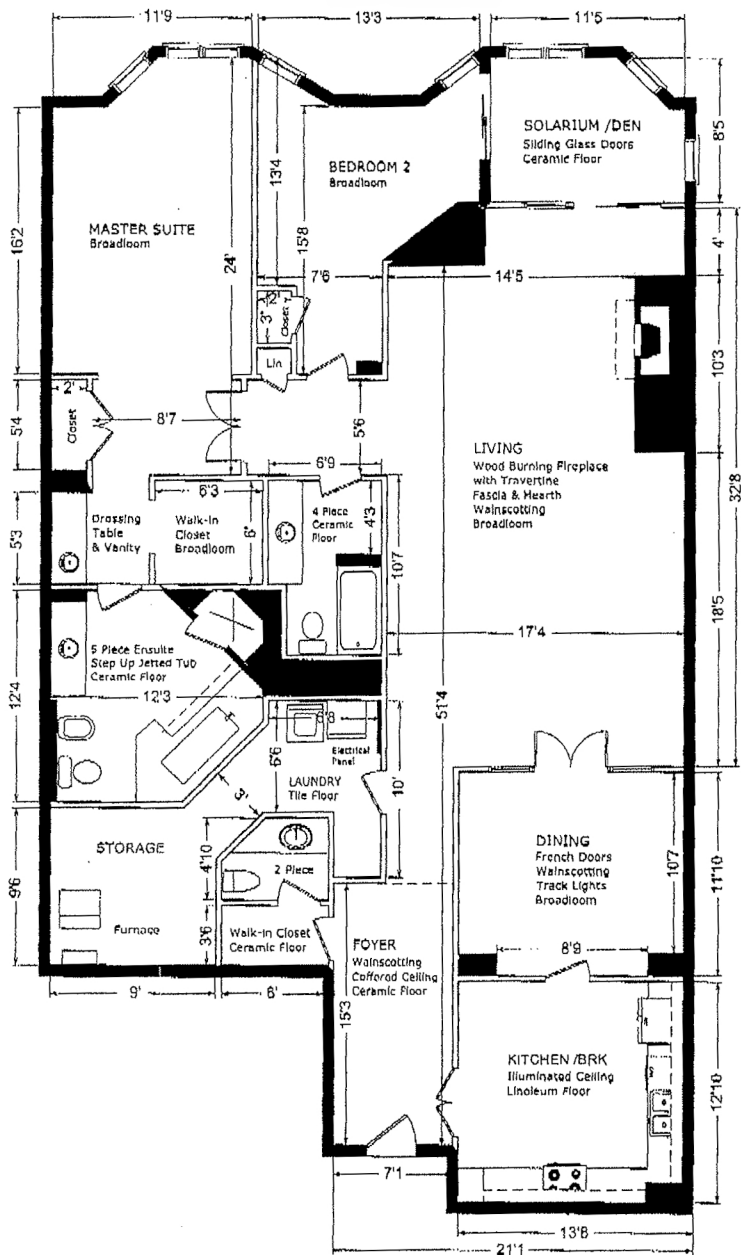 11'9
13'3
11'5
SOLARIUM /DEN
Sliding Glass Doors
Ceramic Floor
8'5
BEDROOM 2
Broadloom
13'4
MASTER SUITE
Broadloom
16'2
24'
15'8
4'
7'6
14'5
2'
3'
Closet
Lin
10'3
2'
Closet
5'4
8'7
5'6
LIVING
Wood Burning Fireplace
with Travertine
Fascia & Hearth
Wainscotting
Broadloom
32'8
6'9
6'3
Dressing
Table
& Vanity
Walk-in
Closet
Broadloom
6'
4 Piece
Ceramic
Floor
4'3
5'3
10'7
18'5
17'4
5 Piece Ensuite
Step Up Jetted Tub
Ceramic Floor
12'3
12'4
51'4
6'8
Electrical
Panel
6'6
LAUNDRY
Tile Floor
10'
3'
STORAGE
DINING
French Doors
Wainscotting
Track Lights
Broadloom
10'7
11'10
4'10
2 Piece
9'6
Furnace
3'6
Walk-in Closet
Ceramic Floor
FOYER
Wainscotting
Coffered Ceiling
Ceramic Floor
8'9
9'
6'
15'3
KITCHEN /BRK
Illuminated Ceiling
Linoleum Floor
12'10
7'1
13'8
21'1